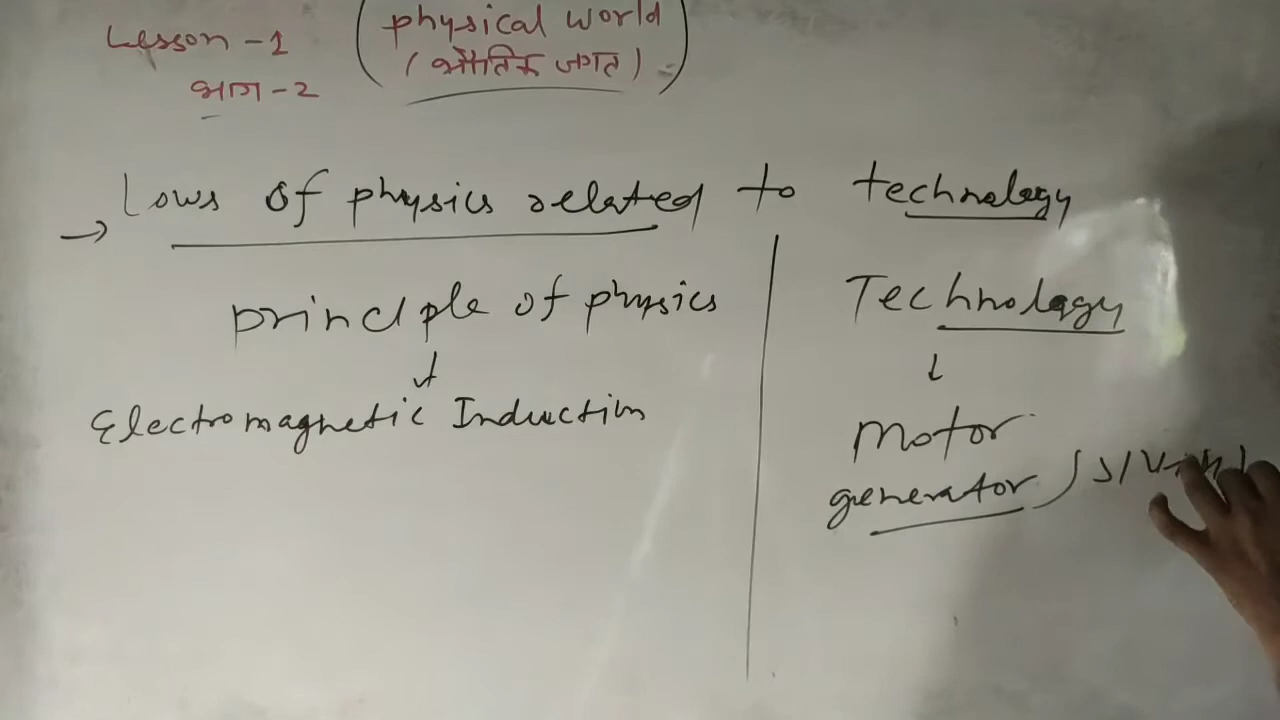 Lesson -1
भाग -2
(physical world
(भौतिक जगत))
→ Lows of physics related to technology
principle of physics
Electromagnetic Induction
Technology
Motor
generator